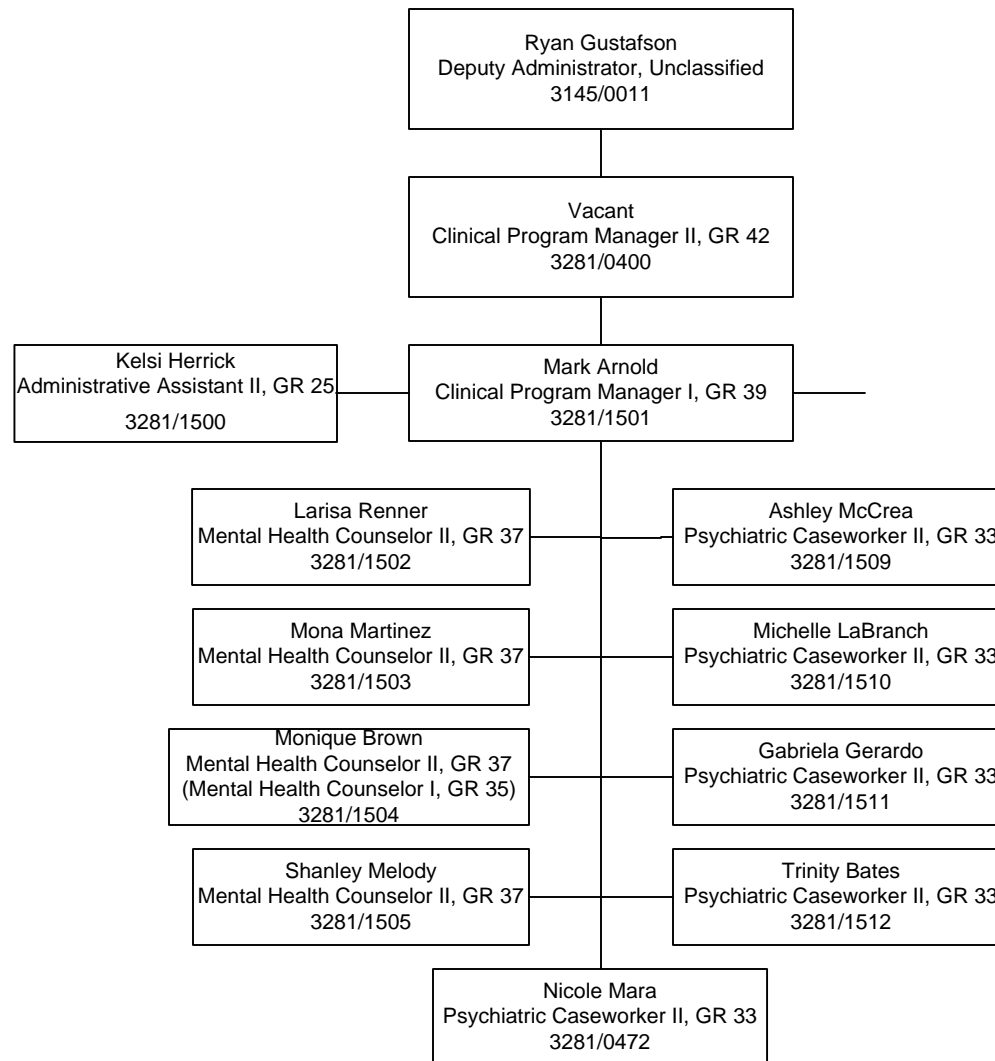 Ryan Gustafson
Deputy Administrator, Unclassified
3145/0011
Vacant
Clinical Program Manager II, GR 42
3281/0400
Kelsi Herrick
Administrative Assistant II, GR 25
3281/1500
Mark Arnold
Clinical Program Manager I, GR 39
3281/1501
Larisa Renner
Mental Health Counselor II, GR 37
3281/1502
Ashley McCrea
Psychiatric Caseworker II, GR 33
3281/1509
Mona Martinez
Mental Health Counselor II, GR 37
3281/1503
Michelle LaBranch
Psychiatric Caseworker II, GR 33
3281/1510
Monique Brown
Mental Health Counselor II, GR 37
(Mental Health Counselor I, GR 35)
3281/1504
Gabriela Gerardo
Psychiatric Caseworker II, GR 33
3281/1511
Shanley Melody
Mental Health Counselor II, GR 37
3281/1505
Trinity Bates
Psychiatric Caseworker II, GR 33
3281/1512
Nicole Mara
Psychiatric Caseworker II, GR 33
3281/0472